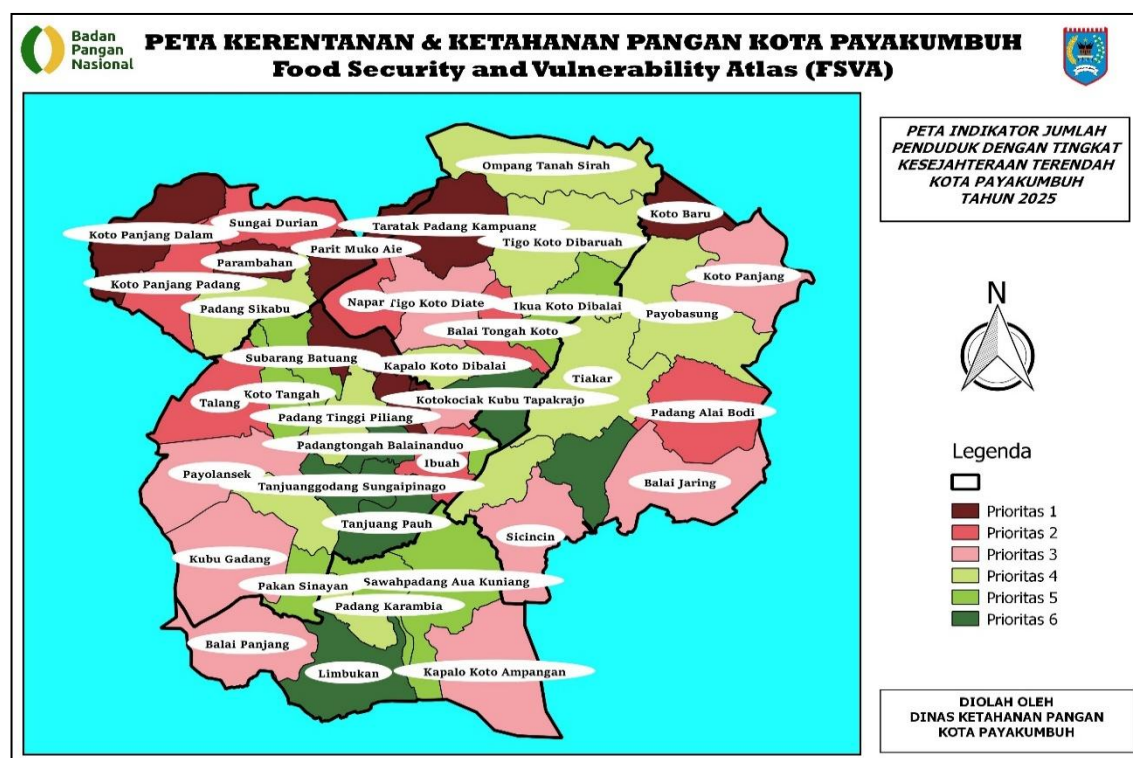 Badan
Pangan
Nasional
PETA KERENTANAN & KETAHANAN PANGAN KOTA PAYAKUMBUH
Food Security and Vulnerability Atlas (FSVA)
PETA INDIKATOR JUMLAH
PENDUDUK DENGAN TINGKAT
KESEJAHTERAAN TERENDAH
KOTA PAYAKUMBUH
TAHUN 2025
Ompang Tanah Sirah
Koto Baru
Sungai Durian
Taratak Padang Kampuang
Koto Panjang Dalam
Parit Muko Aie
Tigo Koto Dibaruah
Parambahan
Koto Panjang
Koto Panjang Padang
Napar
Tigo Koto Diate
Ikua Koto Dibalai
Padang Sikabu
Payobasung
Balai Tongah Koto
Subarang Batuang
Kapalo Koto Dibalai
Tiakar
Koto Tangah
Talang
Kotokociak Kubu Tapakrajo
Padang Tinggi Piliang
Padang Alai Bodi
Padangtongah Balainanduo
Ibuah
Payolansek
Tanjuanggodang Sungaipinago
Balai Jaring
Tanjuang Pauh
Sicincin
Kubu Gadang
Pakan Sinayan
Sawahpadang Aua Kuniang
Padang Karambia
Balai Panjang
Limbukan
Kapalo Koto Ampangan
N
Legenda
Prioritas 1
Prioritas 2
Prioritas 3
Prioritas 4
Prioritas 5
Prioritas 6
DIOLAH OLEH
DINAS KETAHANAN PANGAN
KOTA PAYAKUMBUH